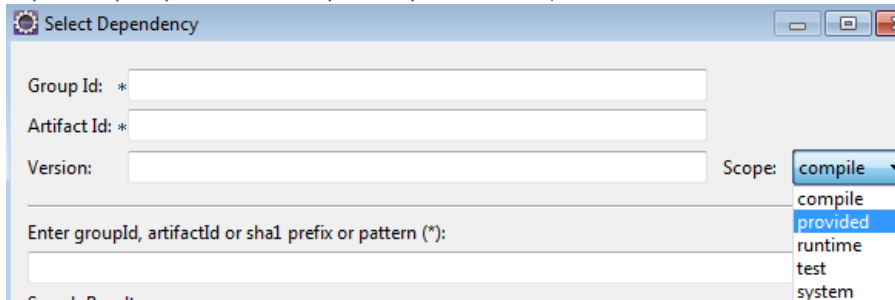 Select Dependency
Group Id: *
Artifact Id: *
Version:
Scope: compile
compile
provided
runtime
test
system
Enter groupId, artifactId or sha1 prefix or pattern (*):